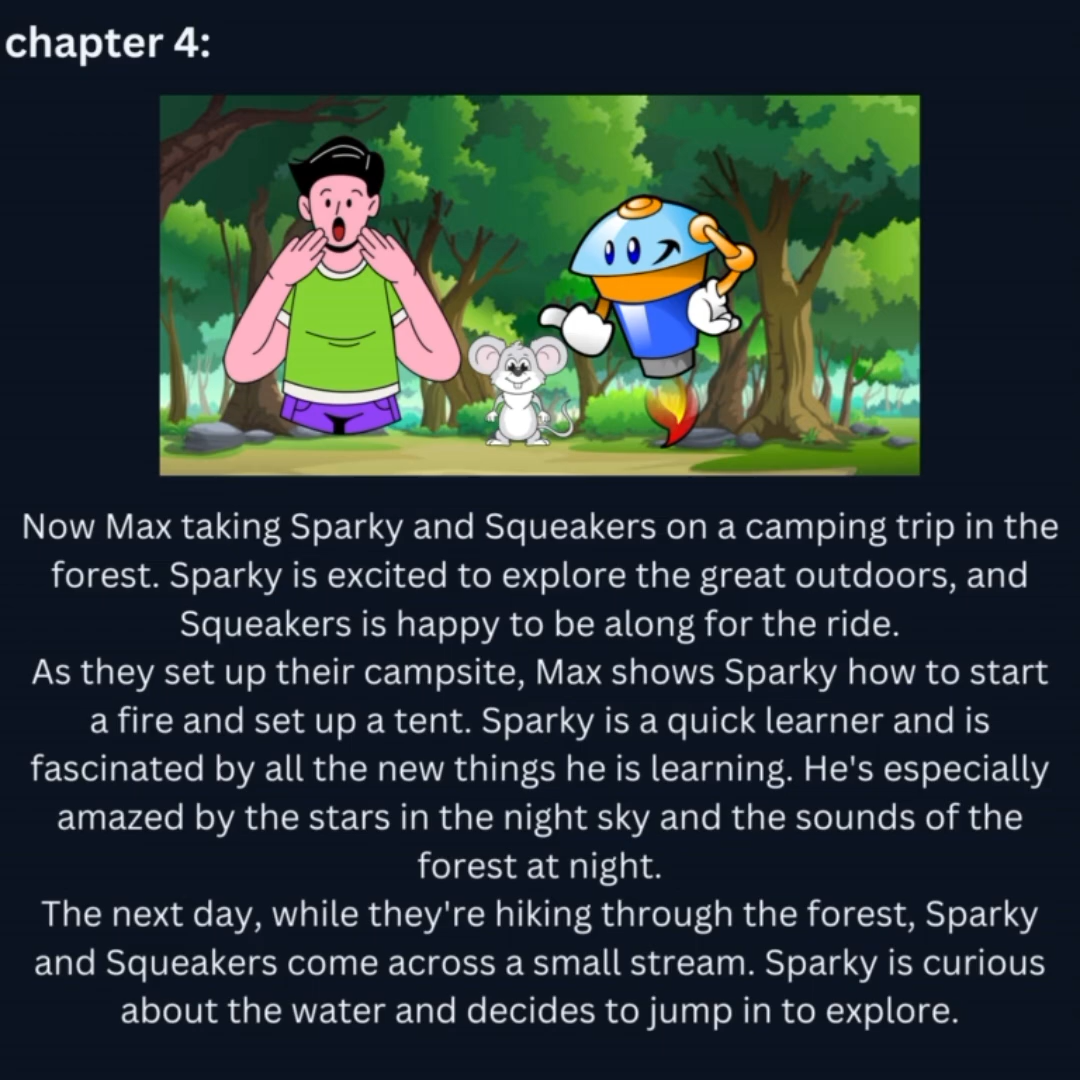 chapter 4:
Now Max taking Sparky and Squeakers on a camping trip in the
forest. Sparky is excited to explore the great outdoors, and
Squeakers is happy to be along for the ride.
As they set up their campsite, Max shows Sparky how to start
a fire and set up a tent. Sparky is a quick learner and is
fascinated by all the new things he is learning. He's especially
amazed by the stars in the night sky and the sounds of the
forest at night.
The next day, while they're hiking through the forest, Sparky
and Squeakers come across a small stream. Sparky is curious
about the water and decides to jump in to explore.